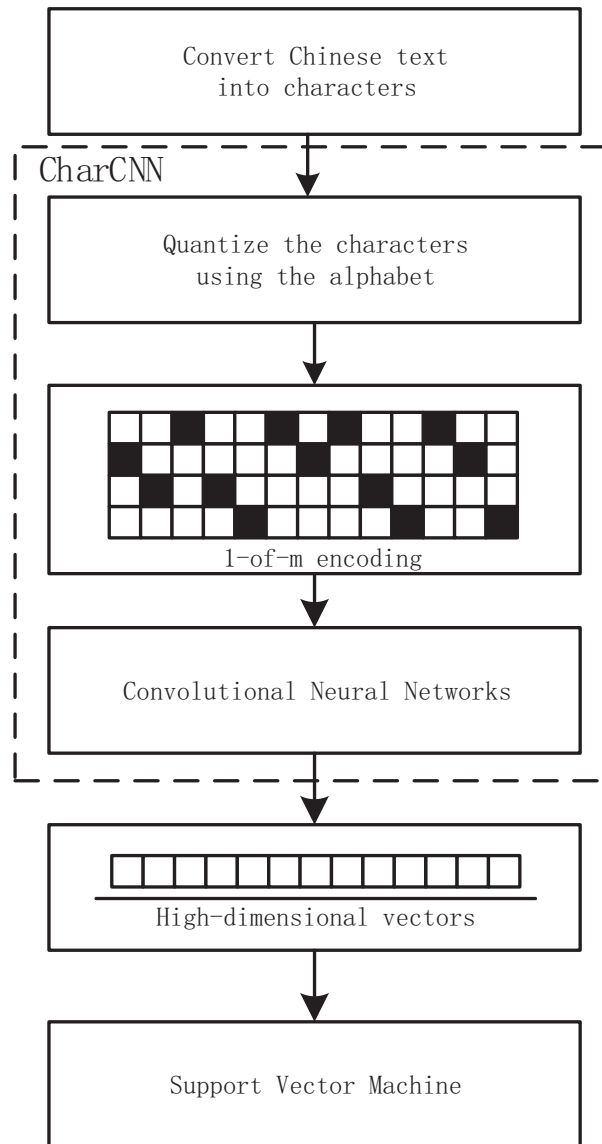 Convert Chinese text
into characters
CharCNN
Quantize the characters
using the alphabet
1-of-m encoding
Convolutional Neural Networks
High-dimensional vectors
Support Vector Machine